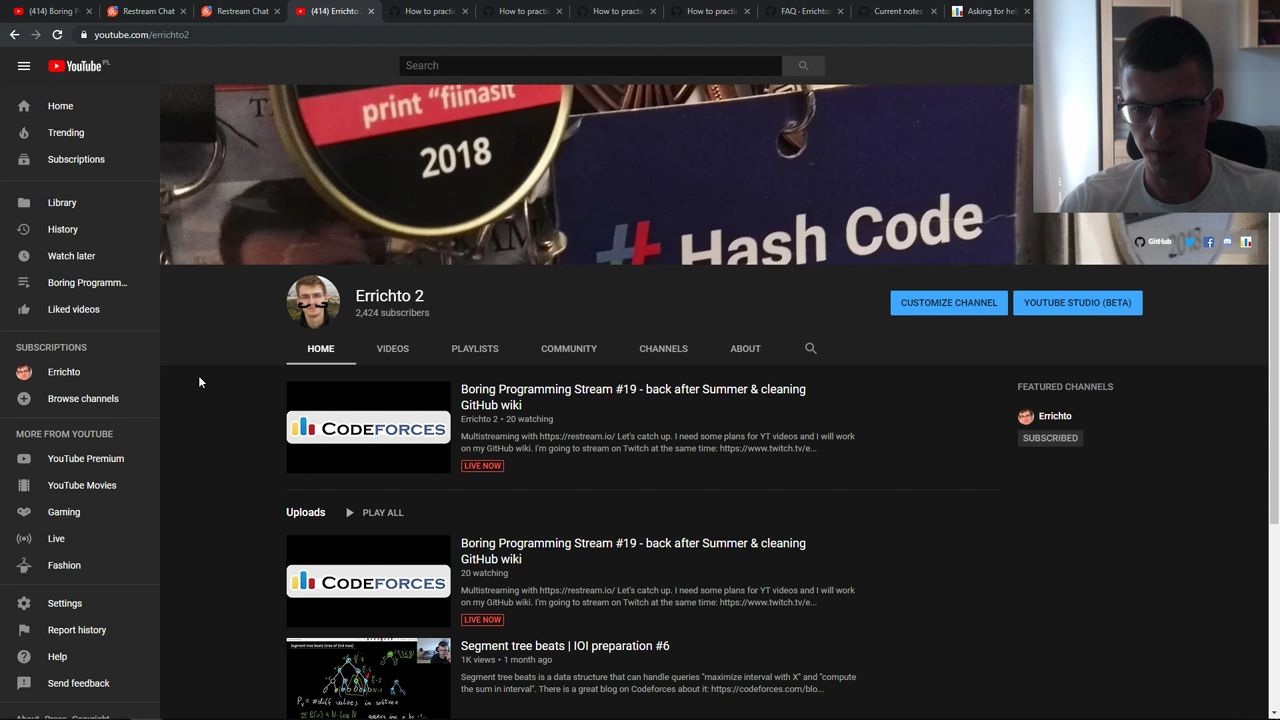 (414) Boring P
Restream Chat
Restream Chat
(414) Errichto
How to practic
How to practic
How to practic
How to practic
FAQ · Errichto/
Current notes
Asking for hel
youtube.com/errichto2
YouTube PL
Search
Home
Trending
Subscriptions
Library
History
Watch later
Boring Programm...
Liked videos
SUBSCRIPTIONS
Errichto
Browse channels
MORE FROM YOUTUBE
YouTube Premium
YouTube Movies
Gaming
Live
Fashion
Settings
Report history
Help
Send feedback
print "fiinasit
2018
# Hash Code
GitHub
Errichto 2
2,424 subscribers
CUSTOMIZE CHANNEL
YOUTUBE STUDIO (BETA)
HOME
VIDEOS
PLAYLISTS
COMMUNITY
CHANNELS
ABOUT
CODEFORCES
Boring Programming Stream #19 - back after Summer & cleaning
GitHub wiki
Errichto 2 • 20 watching
Multistreaming with https://restream.io/ Let's catch up. I need some plans for YT videos and I will work
on my GitHub wiki. I'm going to stream on Twitch at the same time: https://www.twitch.tv/e...
LIVE NOW
FEATURED CHANNELS
Errichto
SUBSCRIBED
Uploads
PLAY ALL
CODEFORCES
Boring Programming Stream #19 - back after Summer & cleaning
GitHub wiki
20 watching
Multistreaming with https://restream.io/ Let's catch up. I need some plans for YT videos and I will work
on my GitHub wiki. I'm going to stream on Twitch at the same time: https://www.twitch.tv/e...
LIVE NOW
Segment tree beats (tree of 2nd max)
Segment tree beats | IOI preparation #6
1K views • 1 month ago
Segment tree beats is a data structure that can handle queries "maximize interval with X" and "compute
the sum in interval". There is a great blog on Codeforces about it: https://codeforces.com/blo...